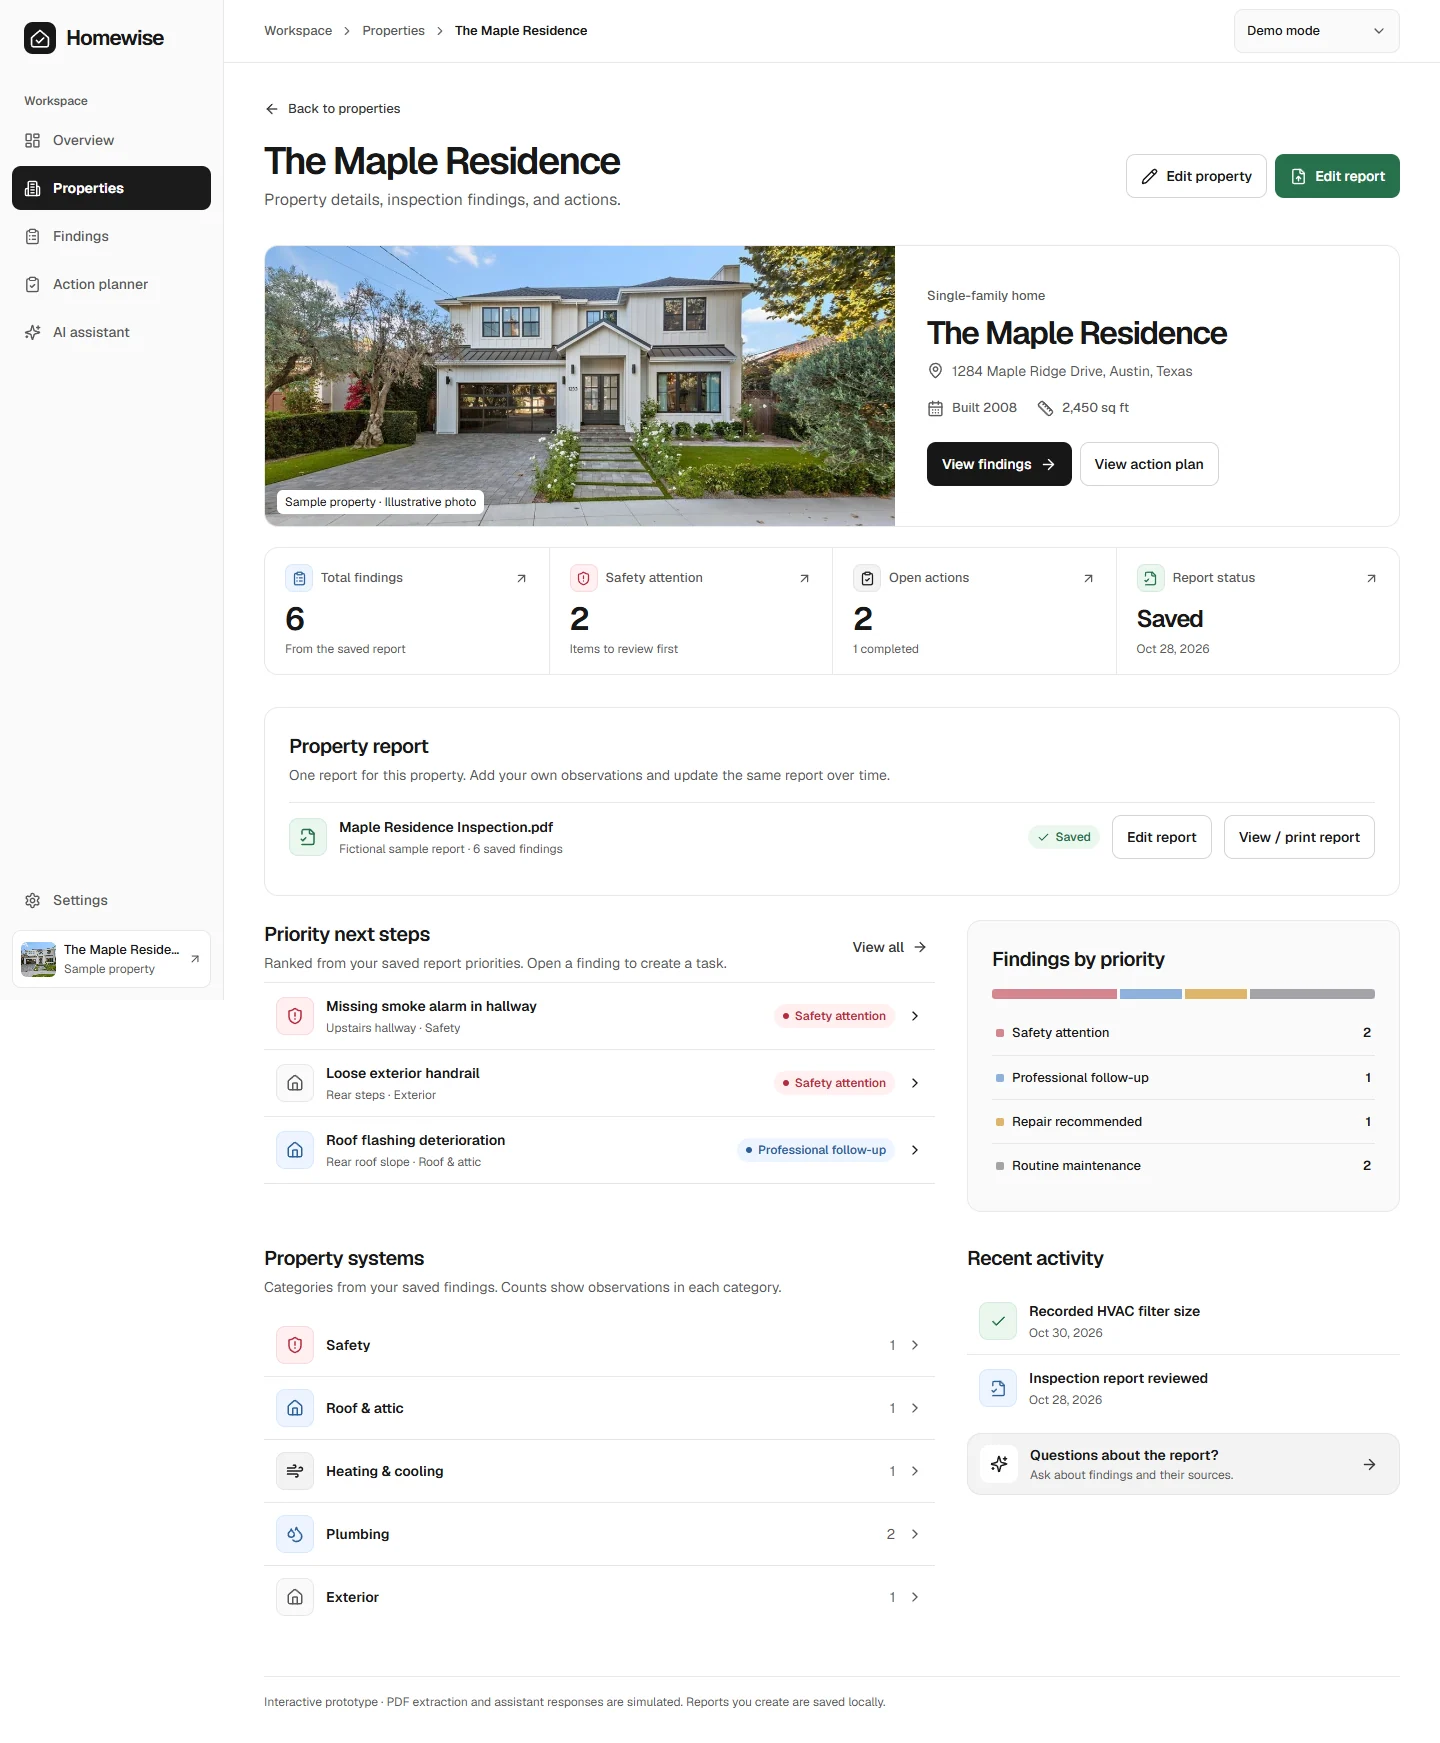 Homewise
Workspace
Overview
Properties
Findings
Action planner
AI assistant
Settings
The Maple Reside...
Sample property
Workspace > Properties > The Maple Residence
Demo mode
Back to properties
The Maple Residence
Property details, inspection findings, and actions.
Edit property
Edit report
1233
Sample property · Illustrative photo
Single-family home
The Maple Residence
1284 Maple Ridge Drive, Austin, Texas
Built 2008 2,450 sq ft
View findings
View action plan
Total findings
6
From the saved report
Safety attention
2
Items to review first
Open actions
2
1 completed
Report status
Saved
Oct 28, 2026
Property report
One report for this property. Add your own observations and update the same report over time.
Maple Residence Inspection.pdf
Fictional sample report · 6 saved findings
Saved
Edit report
View / print report
Priority next steps
Ranked from your saved report priorities. Open a finding to create a task.
View all
Missing smoke alarm in hallway
Upstairs hallway · Safety
Safety attention
Loose exterior handrail
Rear steps · Exterior
Safety attention
Roof flashing deterioration
Rear roof slope · Roof & attic
Professional follow-up
Findings by priority
Safety attention 2
Professional follow-up 1
Repair recommended 1
Routine maintenance 2
Property systems
Categories from your saved findings. Counts show observations in each category.
Safety 1
Roof & attic 1
Heating & cooling 1
Plumbing 2
Exterior 1
Recent activity
Recorded HVAC filter size
Oct 30, 2026
Inspection report reviewed
Oct 28, 2026
Questions about the report?
Ask about findings and their sources.
Interactive prototype · PDF extraction and assistant responses are simulated. Reports you create are saved locally.